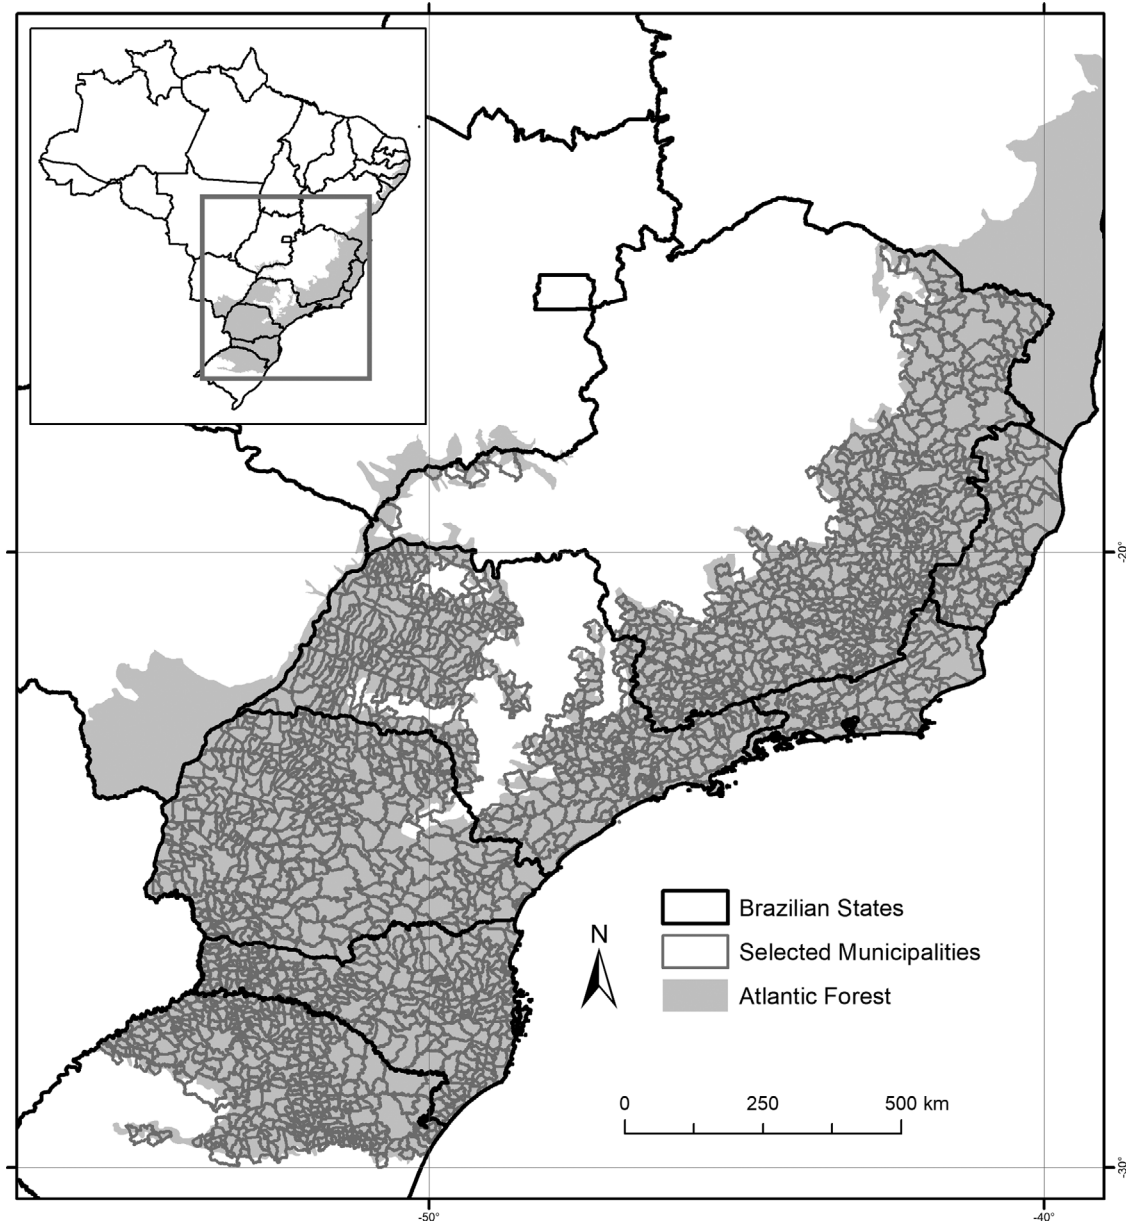 -20°
N
Brazilian States
Selected Municipalities
Atlantic Forest
0 250 500 km
-30°
-50° -40°